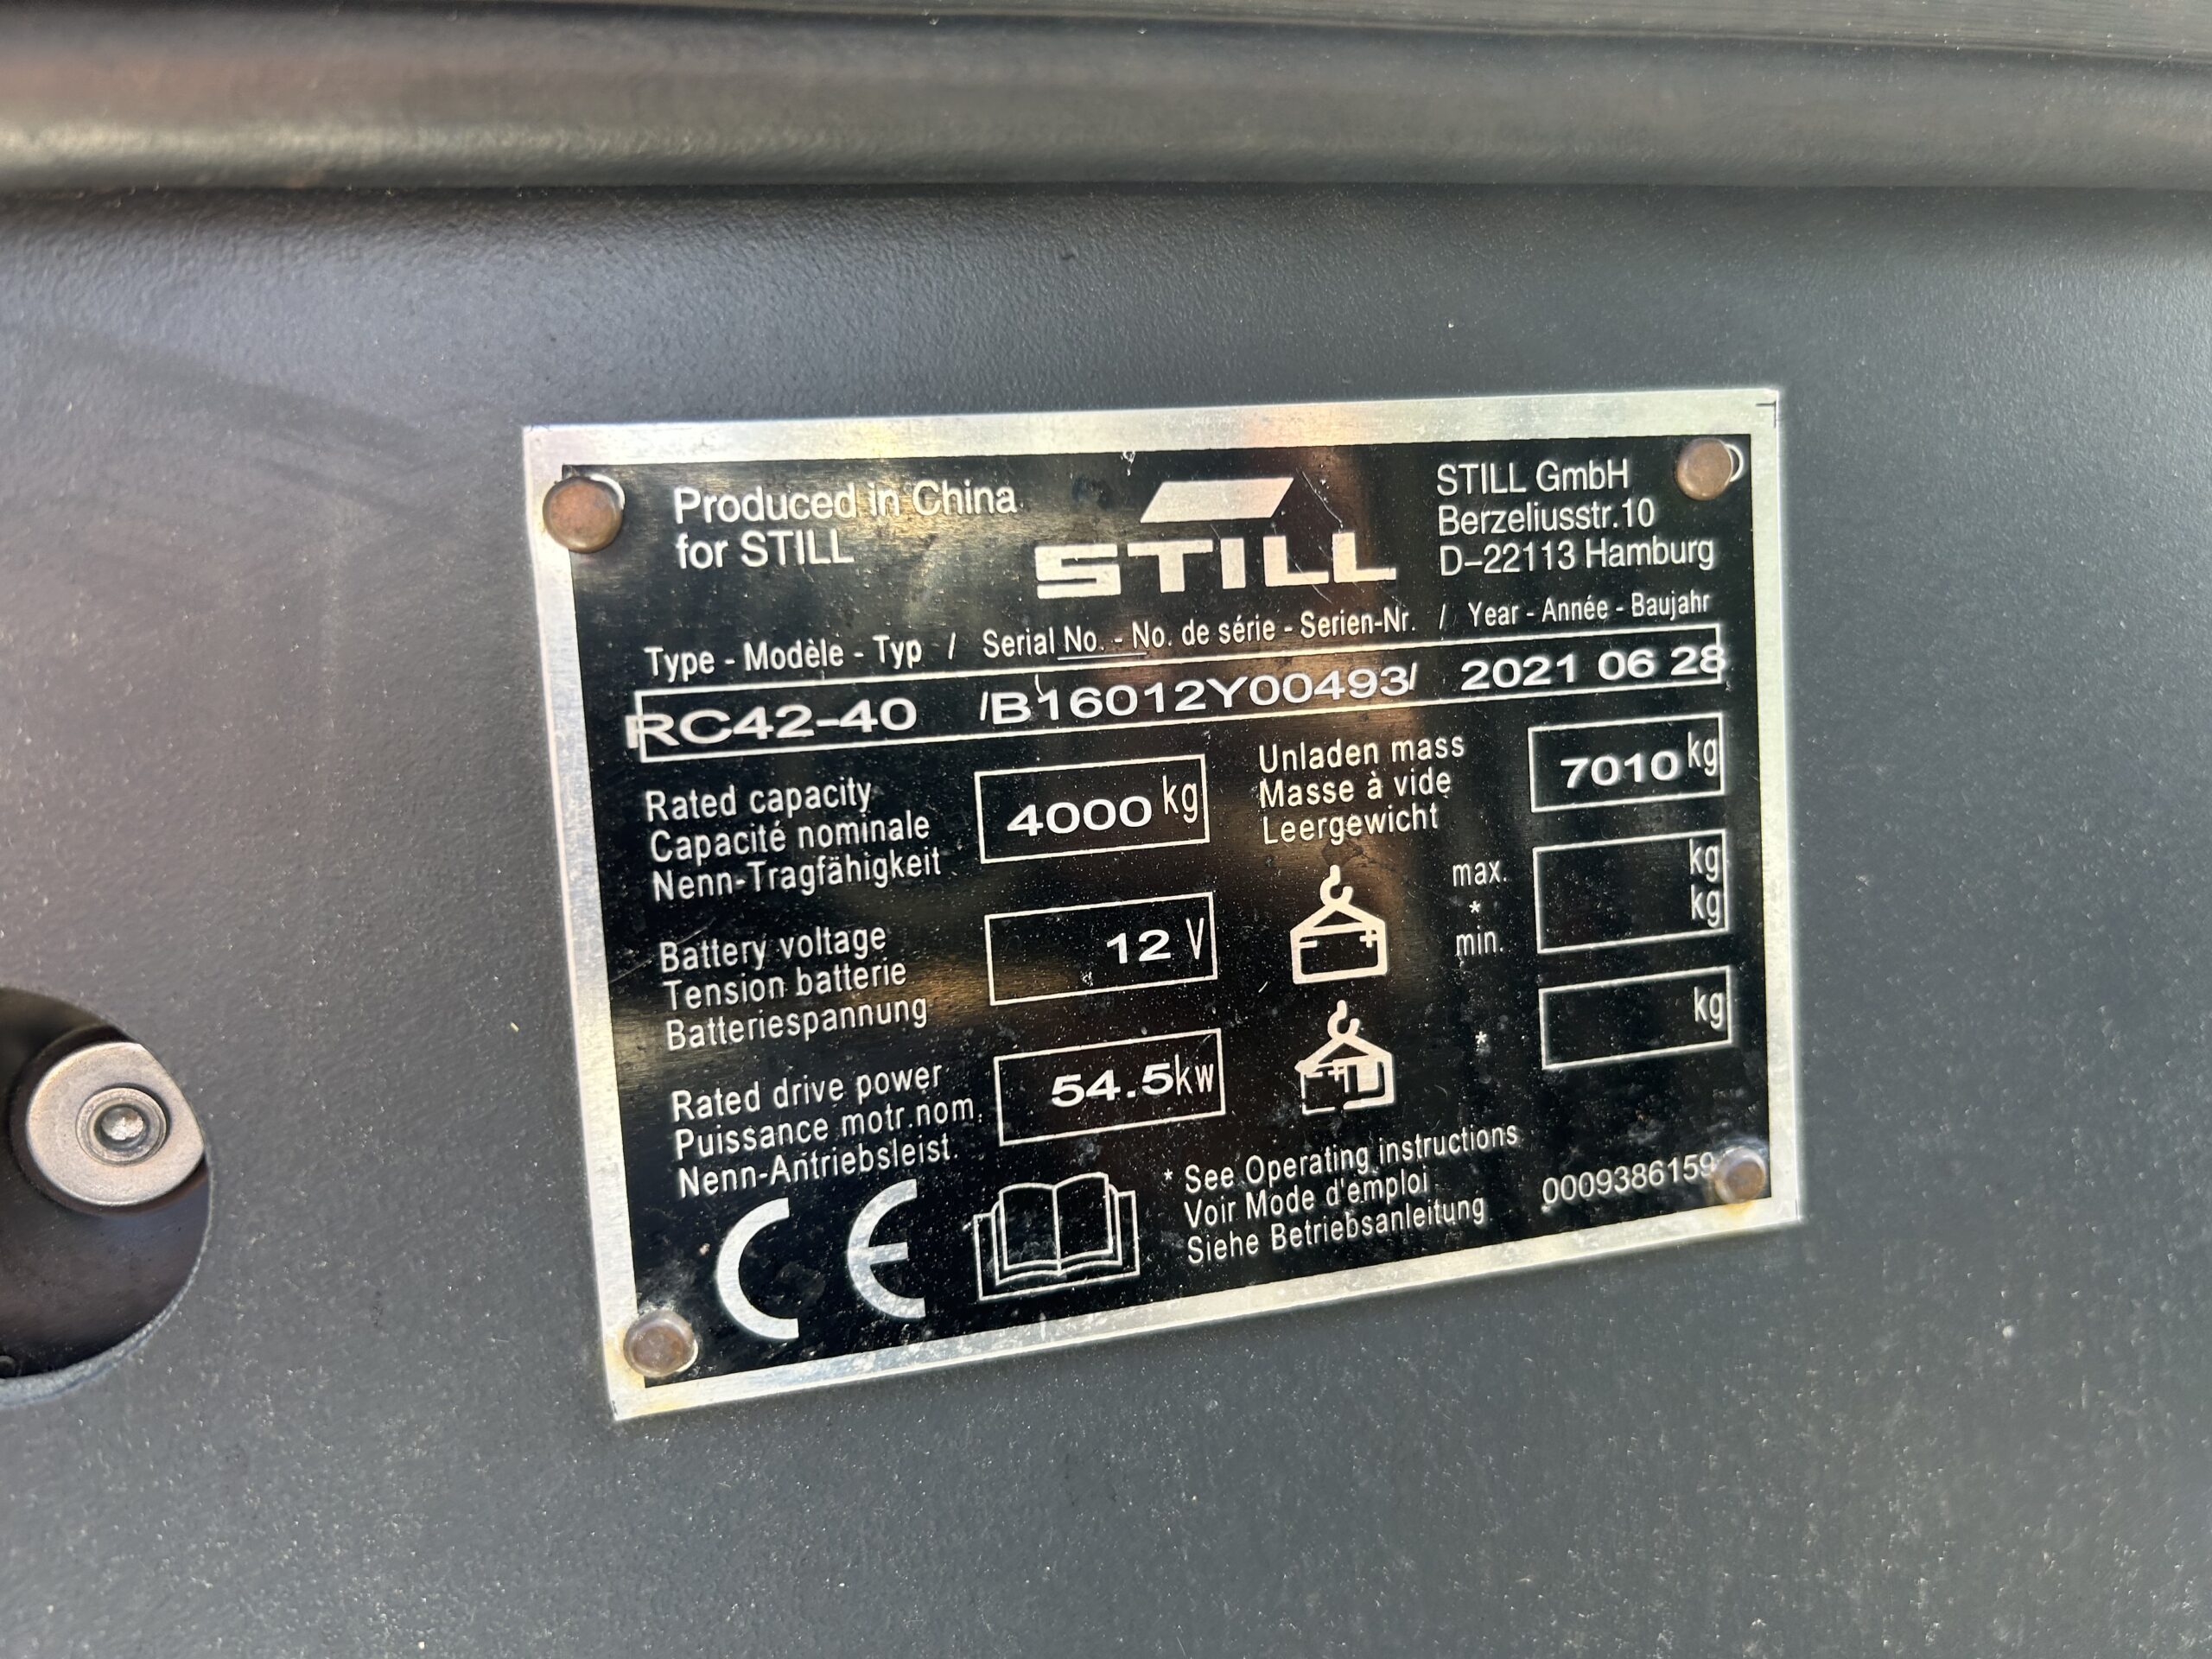 Produced in China
for STILL
STILL
STILL GmbH
Berzeliusstr.10
D-22113 Hamburg
Type - Modèle - Typ / Serial No. - No. de série - Serien-Nr. / Year - Année - Baujahr
RC42-40 /B16012Y00493/ 2021 06 28
Rated capacity
Capacité nominale
Nenn-Tragfähigkeit
4000 kg
Unladen mass
Masse à vide
Leergewicht
7010 kg
Battery voltage
Tension batterie
Batteriespannung
12 V
max. kg
* kg
min.
Rated drive power
Puissance motr.nom.
Nenn-Antriebsleist.
54.5kw
* kg
CE
* See Operating instructions
Voir Mode d'emploi
Siehe Betriebsanleitung
0009386159